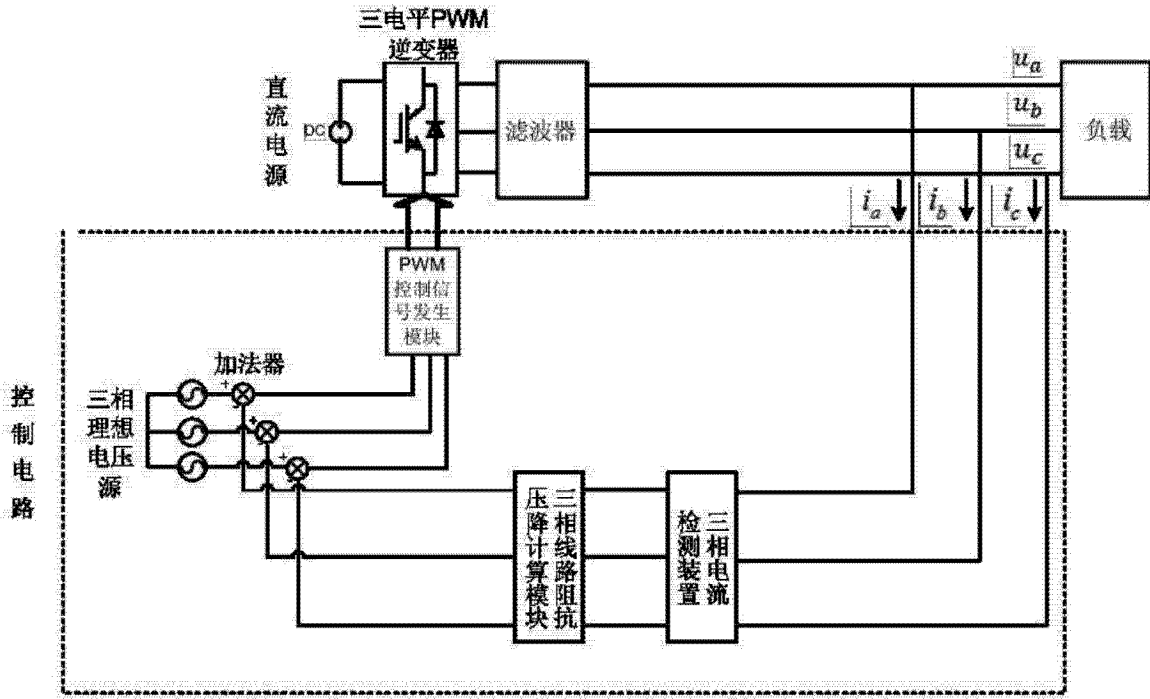 三电平PWM
逆变器
直流电源
DC
滤波器
负载
u_a
u_b
u_c
i_a
i_b
i_c
PWM
控制信
号发生
模块
加法器
+
-
+
-
+
-
三相
理想
电压
源
控制电路
三相线路阻抗
压降计算模块
三相电流
检测装置